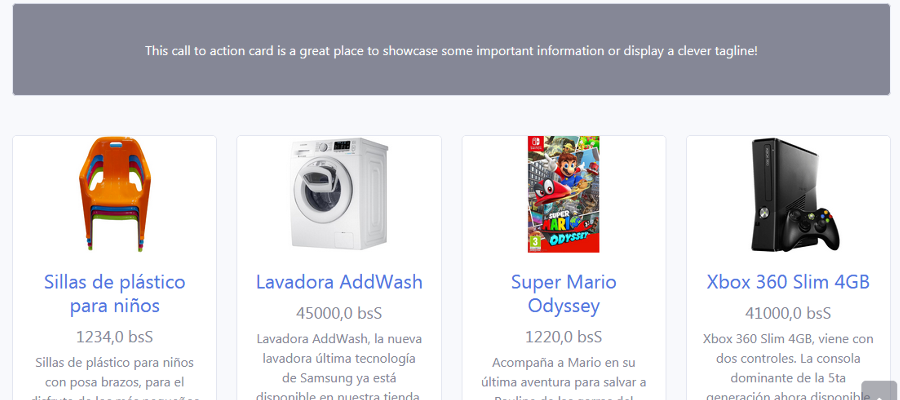 This call to action card is a great place to showcase some important information or display a clever tagline!
SUPER
MARIO
ODYSSEY
3
Sillas de plástico
para niños
1234,0 bsS
Sillas de plástico para niños
con posa brazos, para el
Lavadora AddWash
45000,0 bsS
Lavadora AddWash, la nueva
lavadora última tecnología
de Samsung ya está
disponible en nuestra tienda
Super Mario
Odyssey
1220,0 bsS
Acompaña a Mario en su
última aventura para salvar a
Xbox 360 Slim 4GB
41000,0 bsS
Xbox 360 Slim 4GB, viene con
dos controles. La consola
dominante de la 5ta
generación ahora disponible